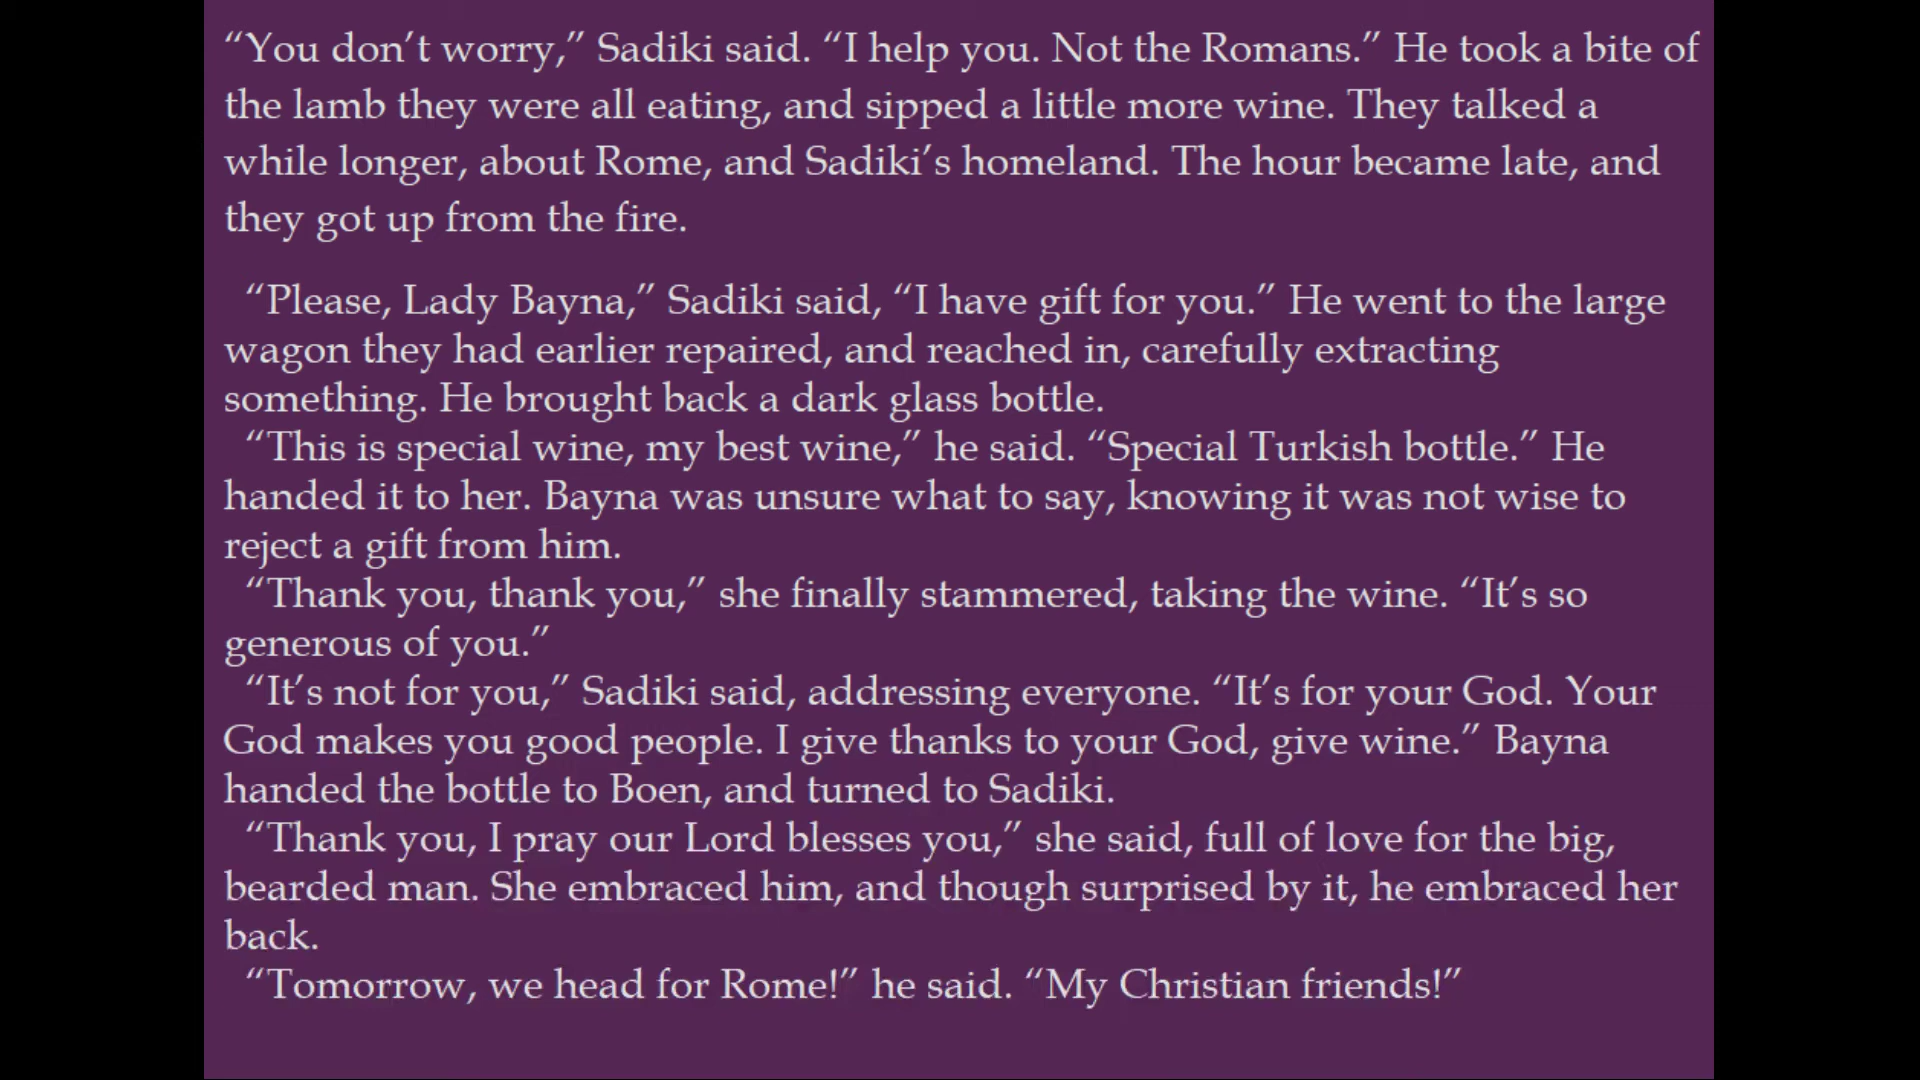 “You don’t worry,” Sadiki said. “I help you. Not the Romans.” He took a bite of
the lamb they were all eating, and sipped a little more wine. They talked a
while longer, about Rome, and Sadiki’s homeland. The hour became late, and
they got up from the fire.
“Please, Lady Bayna,” Sadiki said, “I have gift for you.” He went to the large
wagon they had earlier repaired, and reached in, carefully extracting
something. He brought back a dark glass bottle.
“This is special wine, my best wine,” he said. “Special Turkish bottle.” He
handed it to her. Bayna was unsure what to say, knowing it was not wise to
reject a gift from him.
“Thank you, thank you,” she finally stammered, taking the wine. “It’s so
generous of you.”
“It’s not for you,” Sadiki said, addressing everyone. “It’s for your God. Your
God makes you good people. I give thanks to your God, give wine.” Bayna
handed the bottle to Boen, and turned to Sadiki.
“Thank you, I pray our Lord blesses you,” she said, full of love for the big,
bearded man. She embraced him, and though surprised by it, he embraced her
back.
“Tomorrow, we head for Rome!” he said. “My Christian friends!”